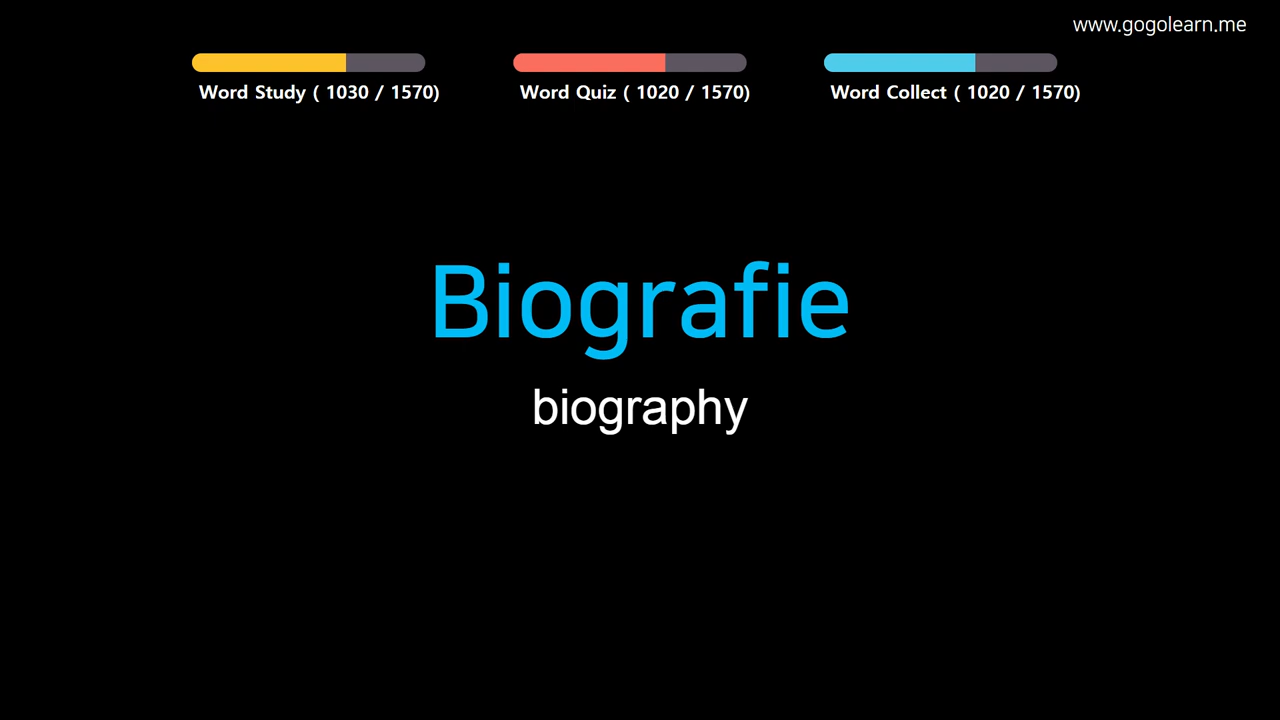 www.gogolearn.me
Word Study ( 1030 / 1570)
Word Quiz ( 1020 / 1570)
Word Collect ( 1020 / 1570)
Biografie
biography